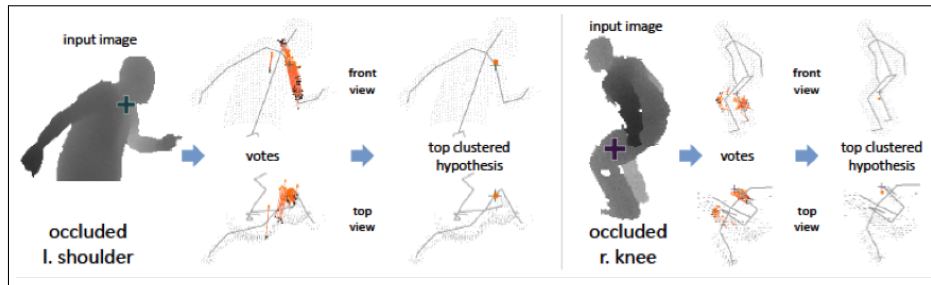 input image
front
view
votes
top clustered
hypothesis
top
view
occluded
l. shoulder
input image
front
view
votes
top clustered
hypothesis
top
view
occluded
r. knee